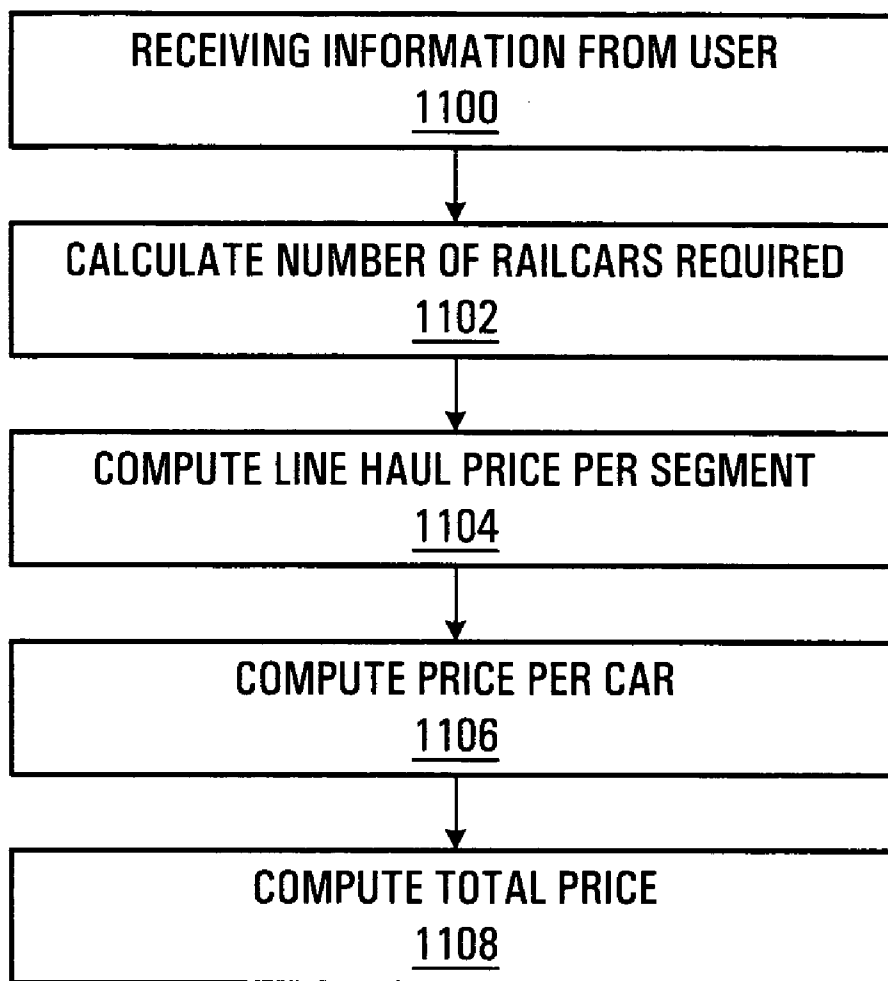 RECEIVING INFORMATION FROM USER
1100
CALCULATE NUMBER OF RAILCARS REQUIRED
1102
COMPUTE LINE HAUL PRICE PER SEGMENT
1104
COMPUTE PRICE PER CAR
1106
COMPUTE TOTAL PRICE
1108